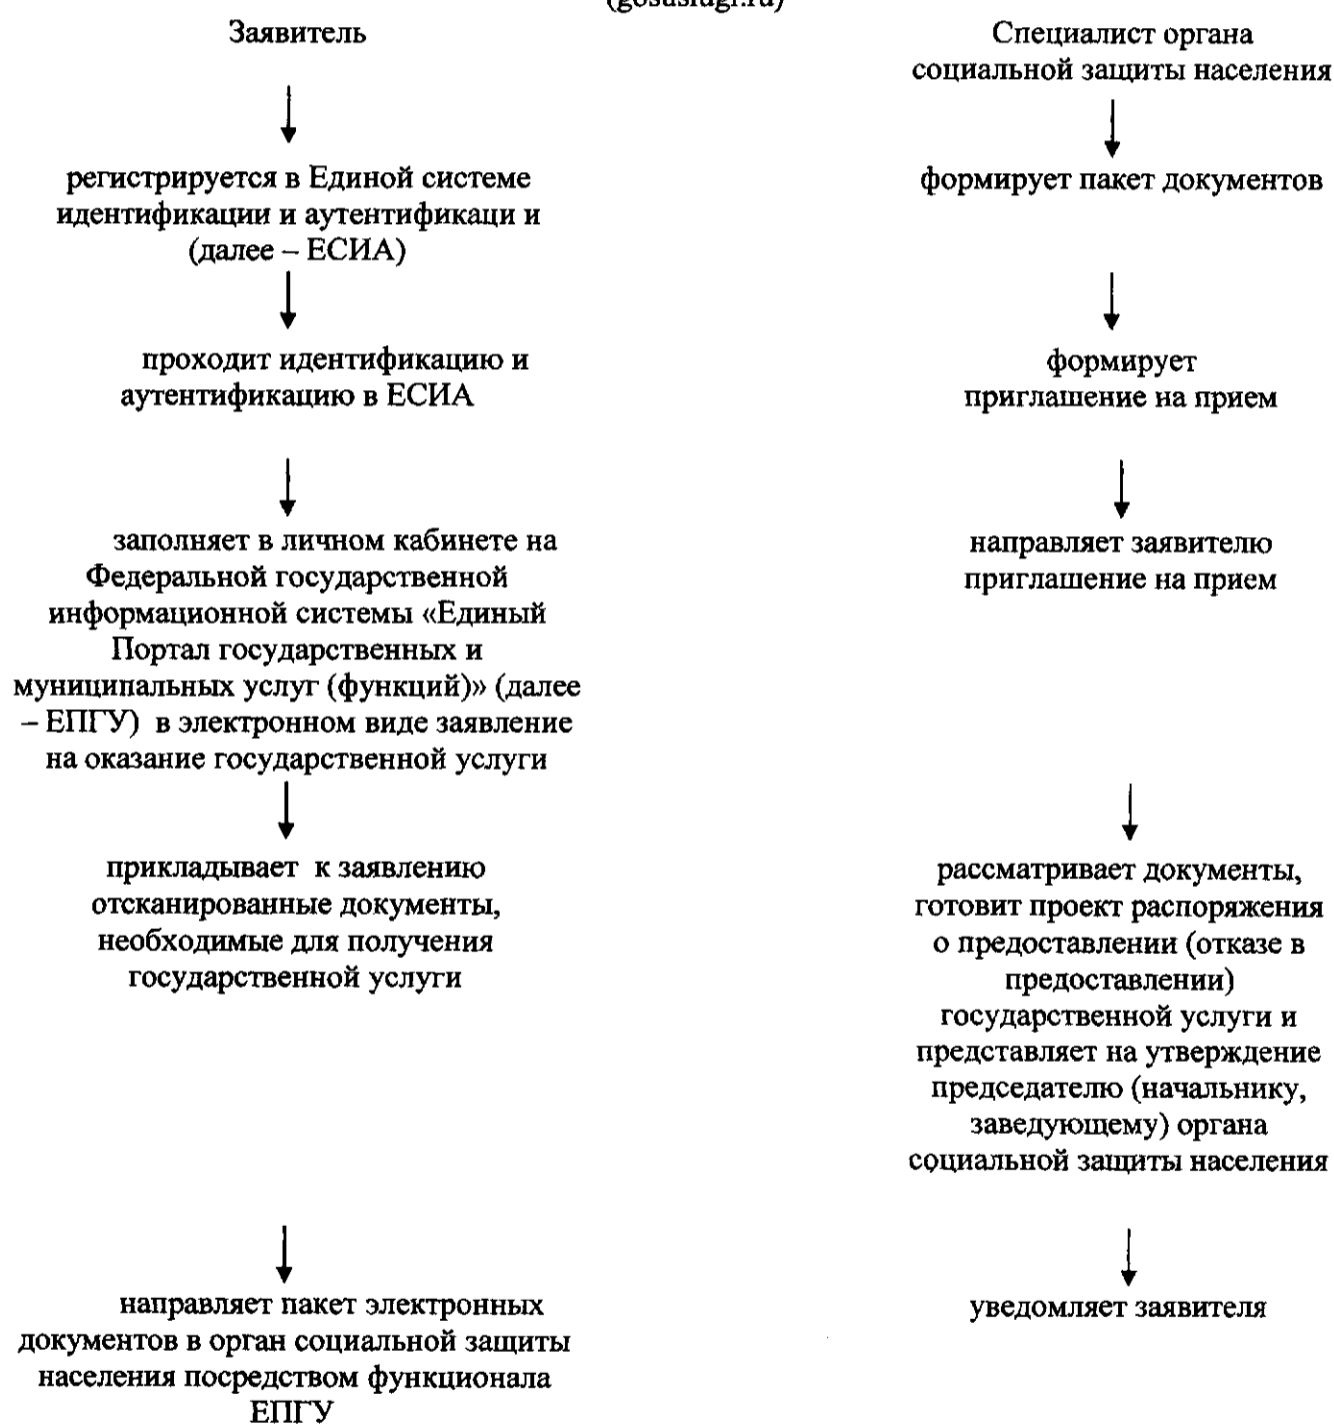 (gosuslugi.ru)
Заявитель
регистрируется в Единой системе
идентификации и аутентификаци и
(далее – ЕСИА)
проходит идентификацию и
аутентификацию в ЕСИА
заполняет в личном кабинете на
Федеральной государственной
информационной системы «Единый
Портал государственных и
муниципальных услуг (функций)» (далее
– ЕПГУ) в электронном виде заявление
на оказание государственной услуги
прикладывает к заявлению
отсканированные документы,
необходимые для получения
государственной услуги
направляет пакет электронных
документов в орган социальной защиты
населения посредством функционала
ЕПГУ
Специалист органа
социальной защиты населения
формирует пакет документов
формирует
приглашение на прием
направляет заявителю
приглашение на прием
рассматривает документы,
готовит проект распоряжения
о предоставлении (отказе в
предоставлении)
государственной услуги и
представляет на утверждение
председателю (начальнику,
заведующему) органа
социальной защиты населения
уведомляет заявителя